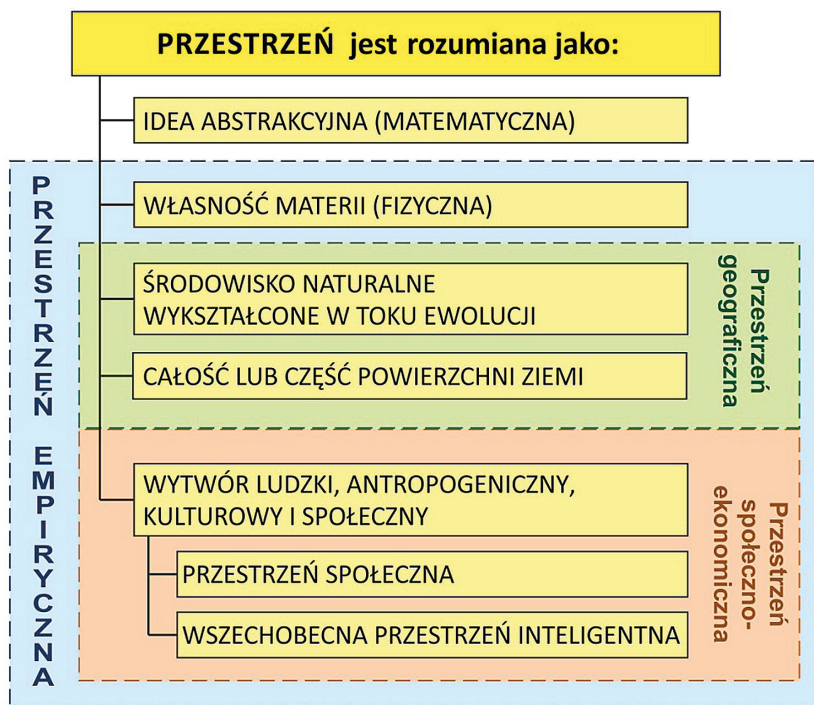 PRZESTRZEŃ jest rozumiana jako:
IDEA ABSTRAKCYJNA (MATEMATYCZNA)
PRZESTRZEŃ EMPIRYCZNA
WŁASNOŚĆ MATERII (FIZYCZNA)
Przestrzeń
geograficzna
ŚRODOWISKO NATURALNE
WYKSZTAŁCONE W TOKU EWOLUCJI
CAŁOŚĆ LUB CZĘŚĆ POWIERZCHNI ZIEMI
Przestrzeń
społeczno-
ekonomiczna
WYTWÓR LUDZKI, ANTROPOGENICZNY,
KULTUROWY I SPOŁECZNY
PRZESTRZEŃ SPOŁECZNA
WSZECHOBECNA PRZESTRZEŃ INTELIGENTNA